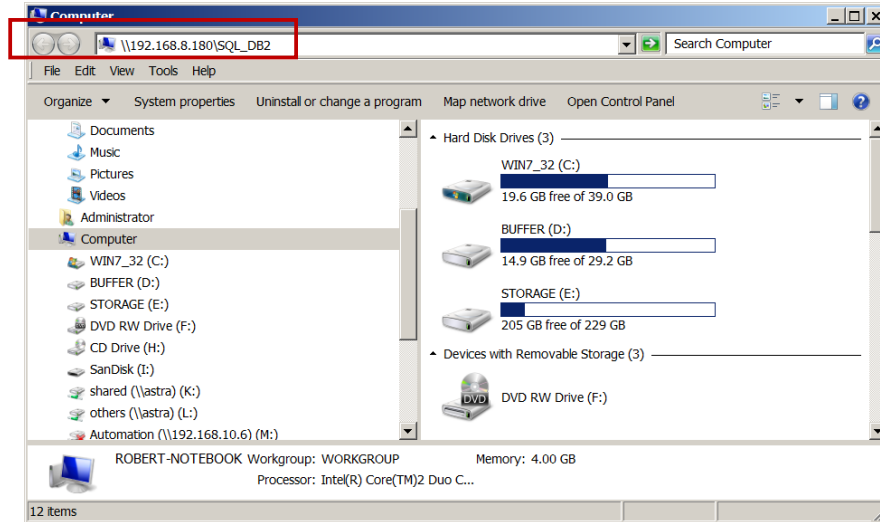 Computer
\\192.168.8.180\SQL_DB2
Search Computer
File Edit View Tools Help
Organize System properties Uninstall or change a program Map network drive Open Control Panel
Documents
Music
Pictures
Videos
Administrator
Computer
WIN7_32 (C:)
BUFFER (D:)
STORAGE (E:)
DVD RW Drive (F:)
CD Drive (H:)
SanDisk (I:)
shared (\\astra) (K:)
others (\\astra) (L:)
Automation (\\192.168.10.6) (M:)
Hard Disk Drives (3)
WIN7_32 (C:)
19.6 GB free of 39.0 GB
BUFFER (D:)
14.9 GB free of 29.2 GB
STORAGE (E:)
205 GB free of 229 GB
Devices with Removable Storage (3)
DVD
DVD RW Drive (F:)
ROBERT-NOTEBOOK Workgroup: WORKGROUP Memory: 4.00 GB
Processor: Intel(R) Core(TM)2 Duo C...
12 items